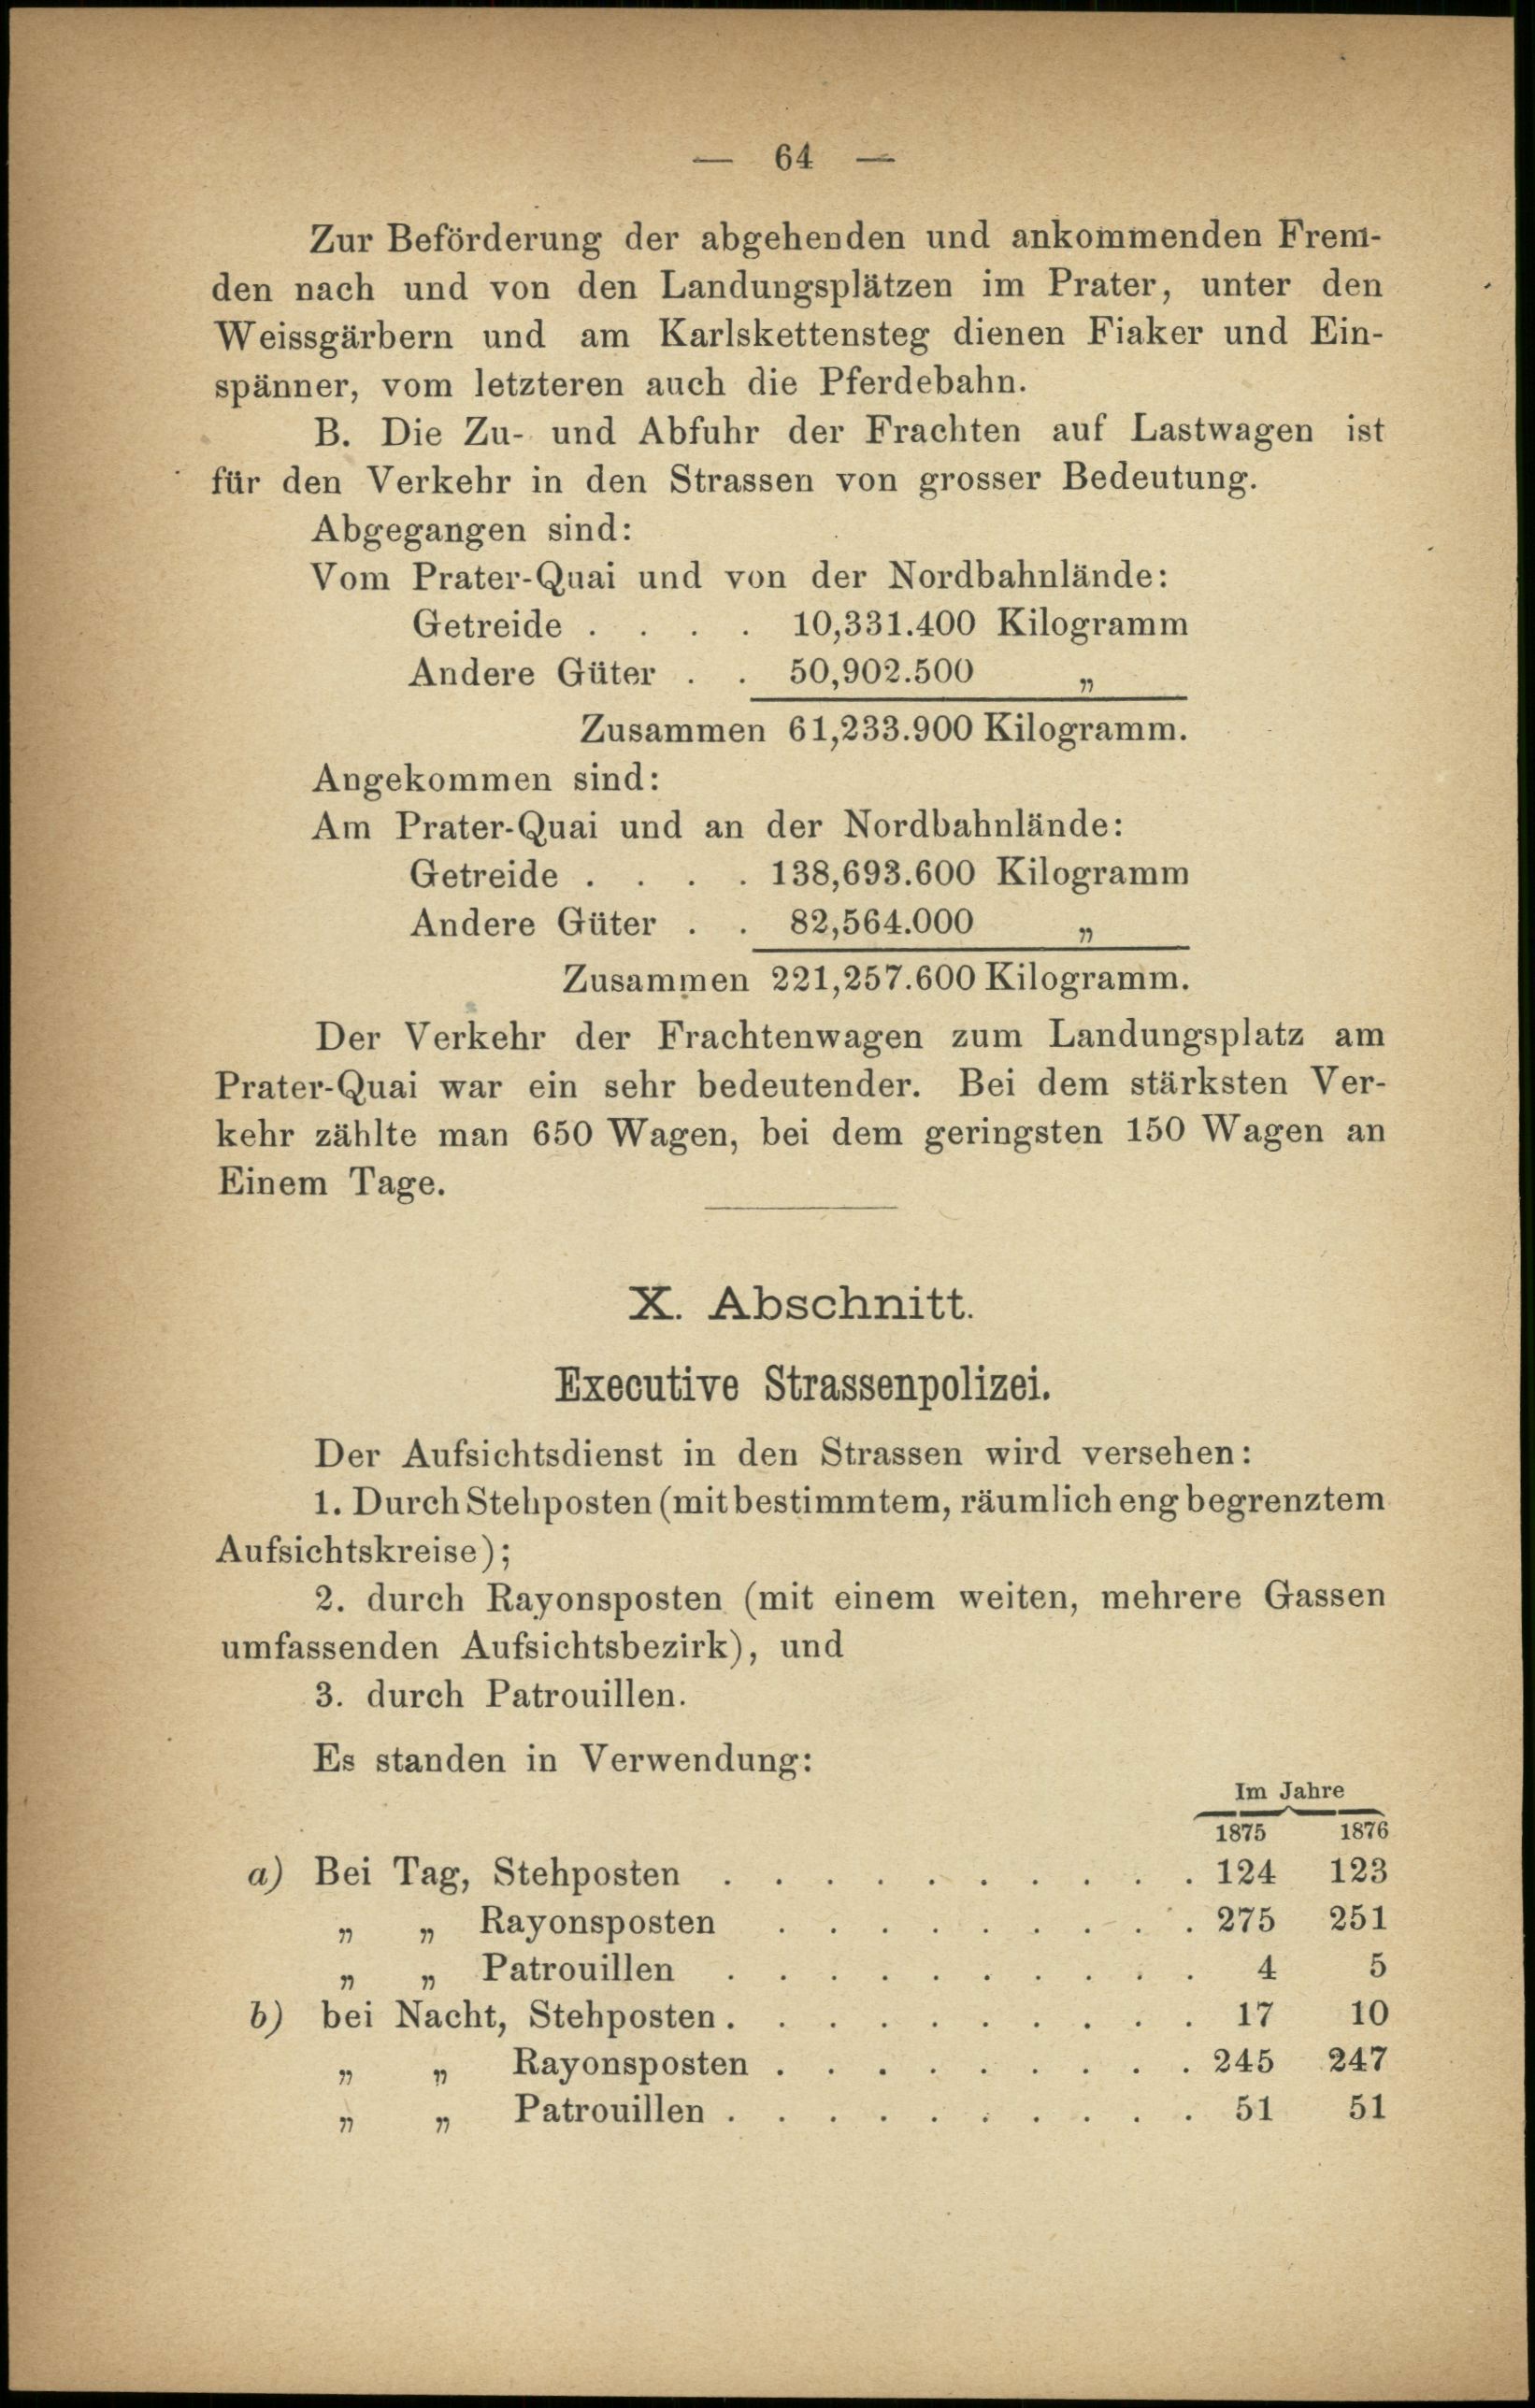 — 64 —
Zur Beförderung der abgehenden und ankommenden Frem-
den nach und von den Landungsplätzen im Prater, unter den
Weissgärbern und am Karlskettensteg dienen Fiaker und Ein-
spänner, vom letzteren auch die Pferdebahn.
B. Die Zu- und Abfuhr der Frachten auf Lastwagen ist
für den Verkehr in den Strassen von grosser Bedeutung.
Abgegangen sind:
Vom Prater-Quai und von der Nordbahnlände:
Getreide . . . . 10,331.400 Kilogramm
Andere Güter . . 50,902.500 „
Zusammen 61,233.900 Kilogramm.
Angekommen sind:
Am Prater-Quai und an der Nordbahnlände:
Getreide . . . . 138,693.600 Kilogramm
Andere Güter . . 82,564.000 „
Zusammen 221,257.600 Kilogramm.
Der Verkehr der Frachtenwagen zum Landungsplatz am
Prater-Quai war ein sehr bedeutender. Bei dem stärksten Ver-
kehr zählte man 650 Wagen, bei dem geringsten 150 Wagen an
Einem Tage.
X. Abschnitt.
Executive Strassenpolizei.
Der Aufsichtsdienst in den Strassen wird versehen:
1. Durch Stehposten (mit bestimmtem, räumlich eng begrenztem
Aufsichtskreise);
2. durch Rayonsposten (mit einem weiten, mehrere Gassen
umfassenden Aufsichtsbezirk), und
3. durch Patrouillen.
Es standen in Verwendung:
Im Jahre
1875 1876
a) Bei Tag, Stehposten . . . . . . . . . . 124 123
„ „ Rayonsposten . . . . . . . . . 275 251
„ „ Patrouillen . . . . . . . . . . 4 5
b) bei Nacht, Stehposten . . . . . . . . . . 17 10
„ „ Rayonsposten . . . . . . . . . 245 247
„ „ Patrouillen . . . . . . . . . . 51 51